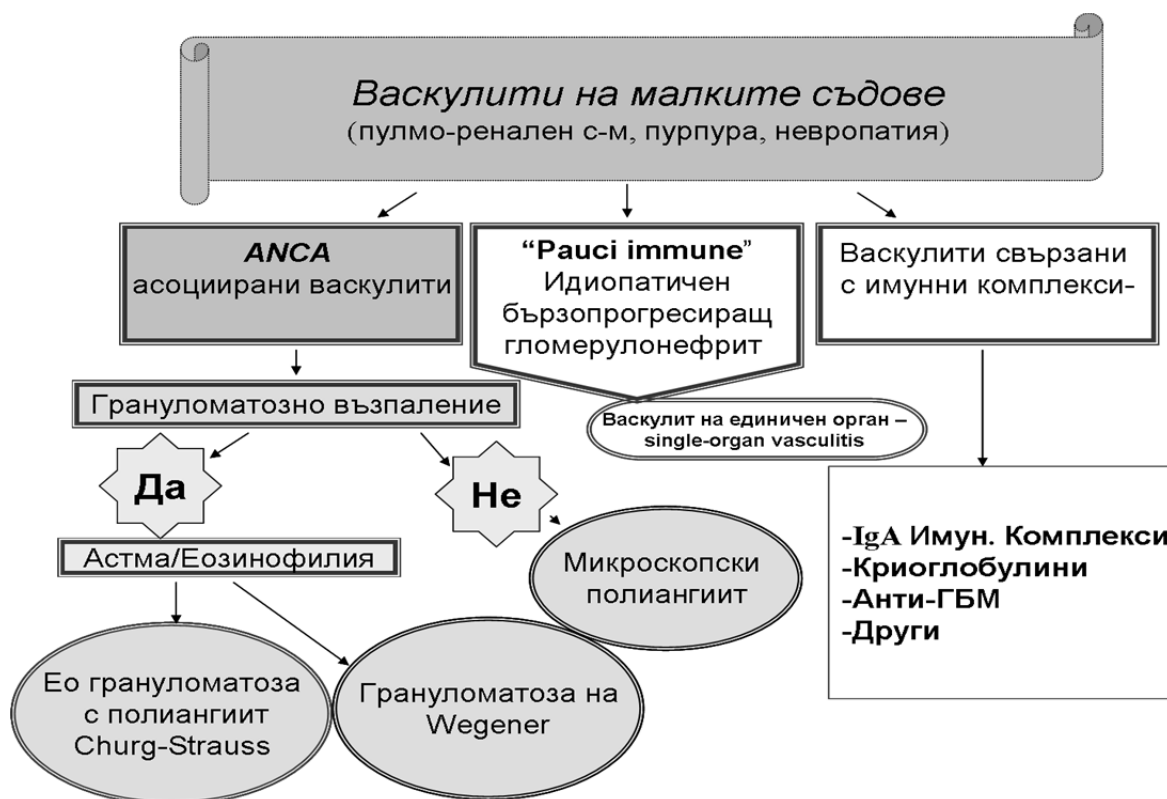 Васкулити на малките съдове
(пулмо-ренален с-м, пурпура, невропатия)
ANCA
асоциирани васкулити
“Pauci immune”
Идиопатичен
бързопрогресиращ
гломерулонефрит
Васкулити свързани
с имунни комплекси-
Грануломатозно възпаление
Васкулит на единичен орган –
single-organ vasculitis
Да
Не
Астма/Еозинофилия
Микроскопски
полиангиит
-IgA Имун. Комплекси
-Криоглобулини
-Анти-ГБМ
-Други
Ео грануломатоза
с полиангиит
Churg-Strauss
Грануломатоза на
Wegener